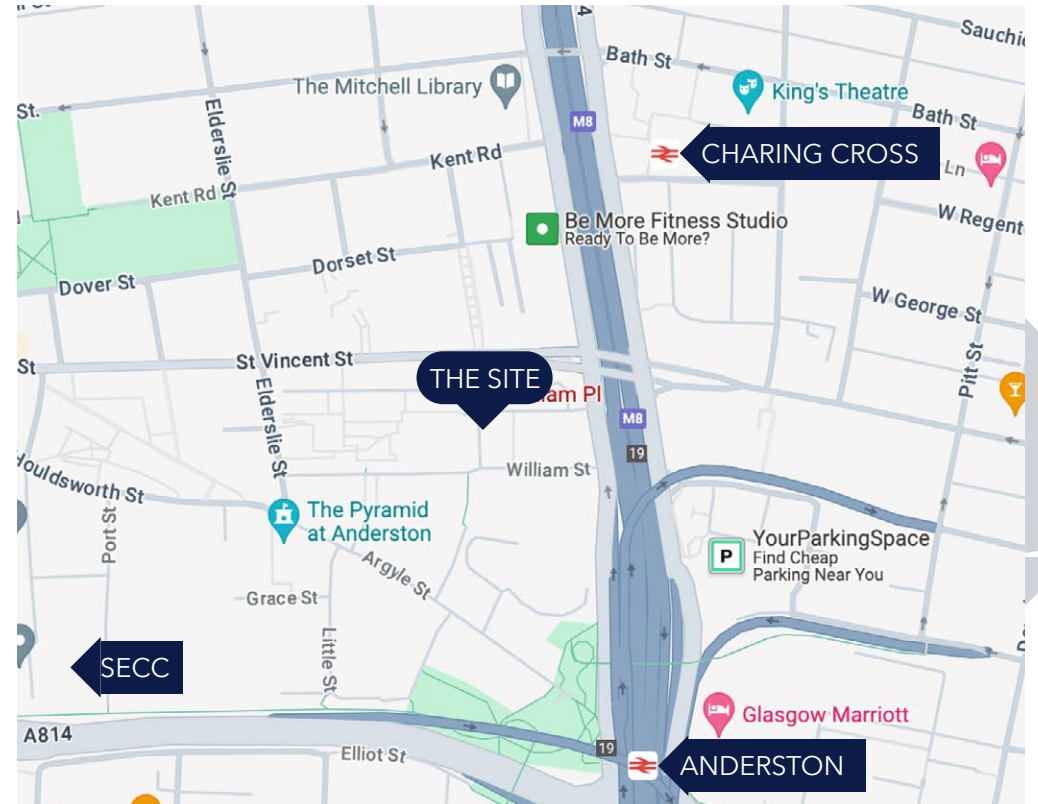 Sauchie
Bath St
The Mitchell Library
King's Theatre
St.
Elderslie St
M8
Bath St
Kent Rd
CHARING CROSS
Ln
Kent Rd
W Regent
Be More Fitness Studio
Ready To Be More?
Dorset St
Dover St
W George St
St
St Vincent St
THE SITE
Pitt St
am Pl
Elderslie St
M8
19
William St
Houldsworth St
Port St
The Pyramid
at Anderston
YourParkingSpace
Find Cheap
Parking Near You
P
Argyle St
Grace St
Little St
SECC
Glasgow Marriott
A814
Elliot St
19
ANDERSTON